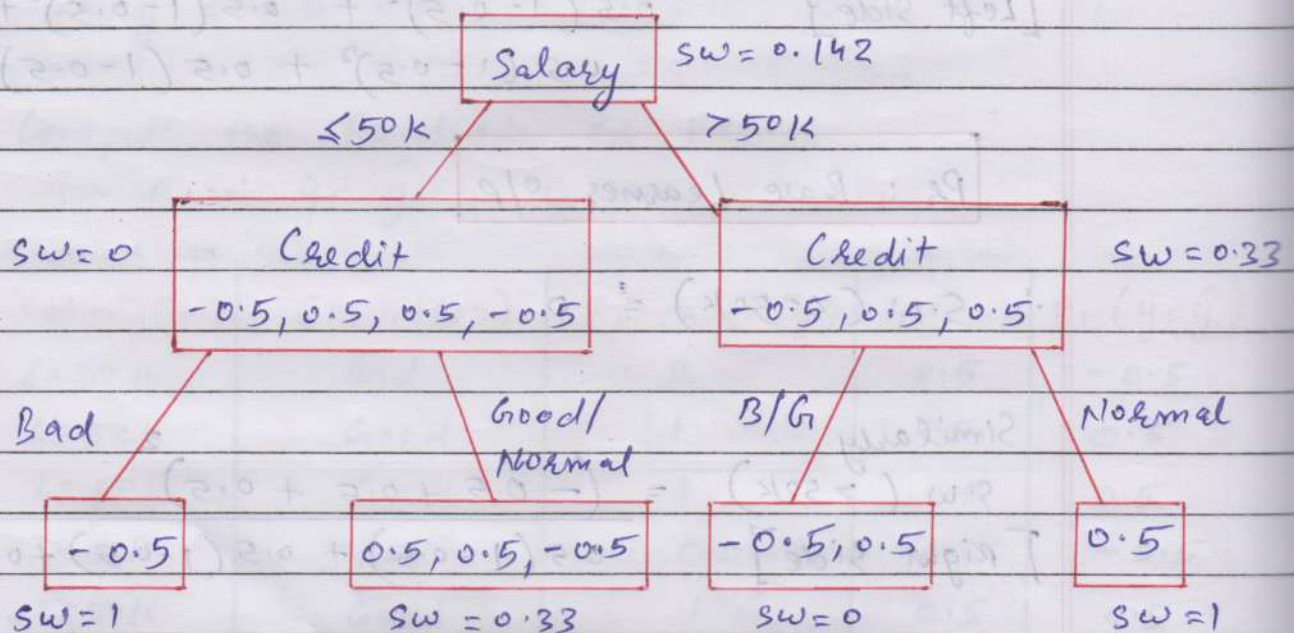 Salary SW = 0.142
≤50K >50K
SW = 0 Credit Credit SW = 0.33
-0.5, 0.5, 0.5, -0.5 -0.5, 0.5, 0.5
Bad Good/ B/G Normal
Normal
-0.5 0.5, 0.5, -0.5 -0.5, 0.5 0.5
SW = 1 SW = 0.33 SW = 0 SW = 1